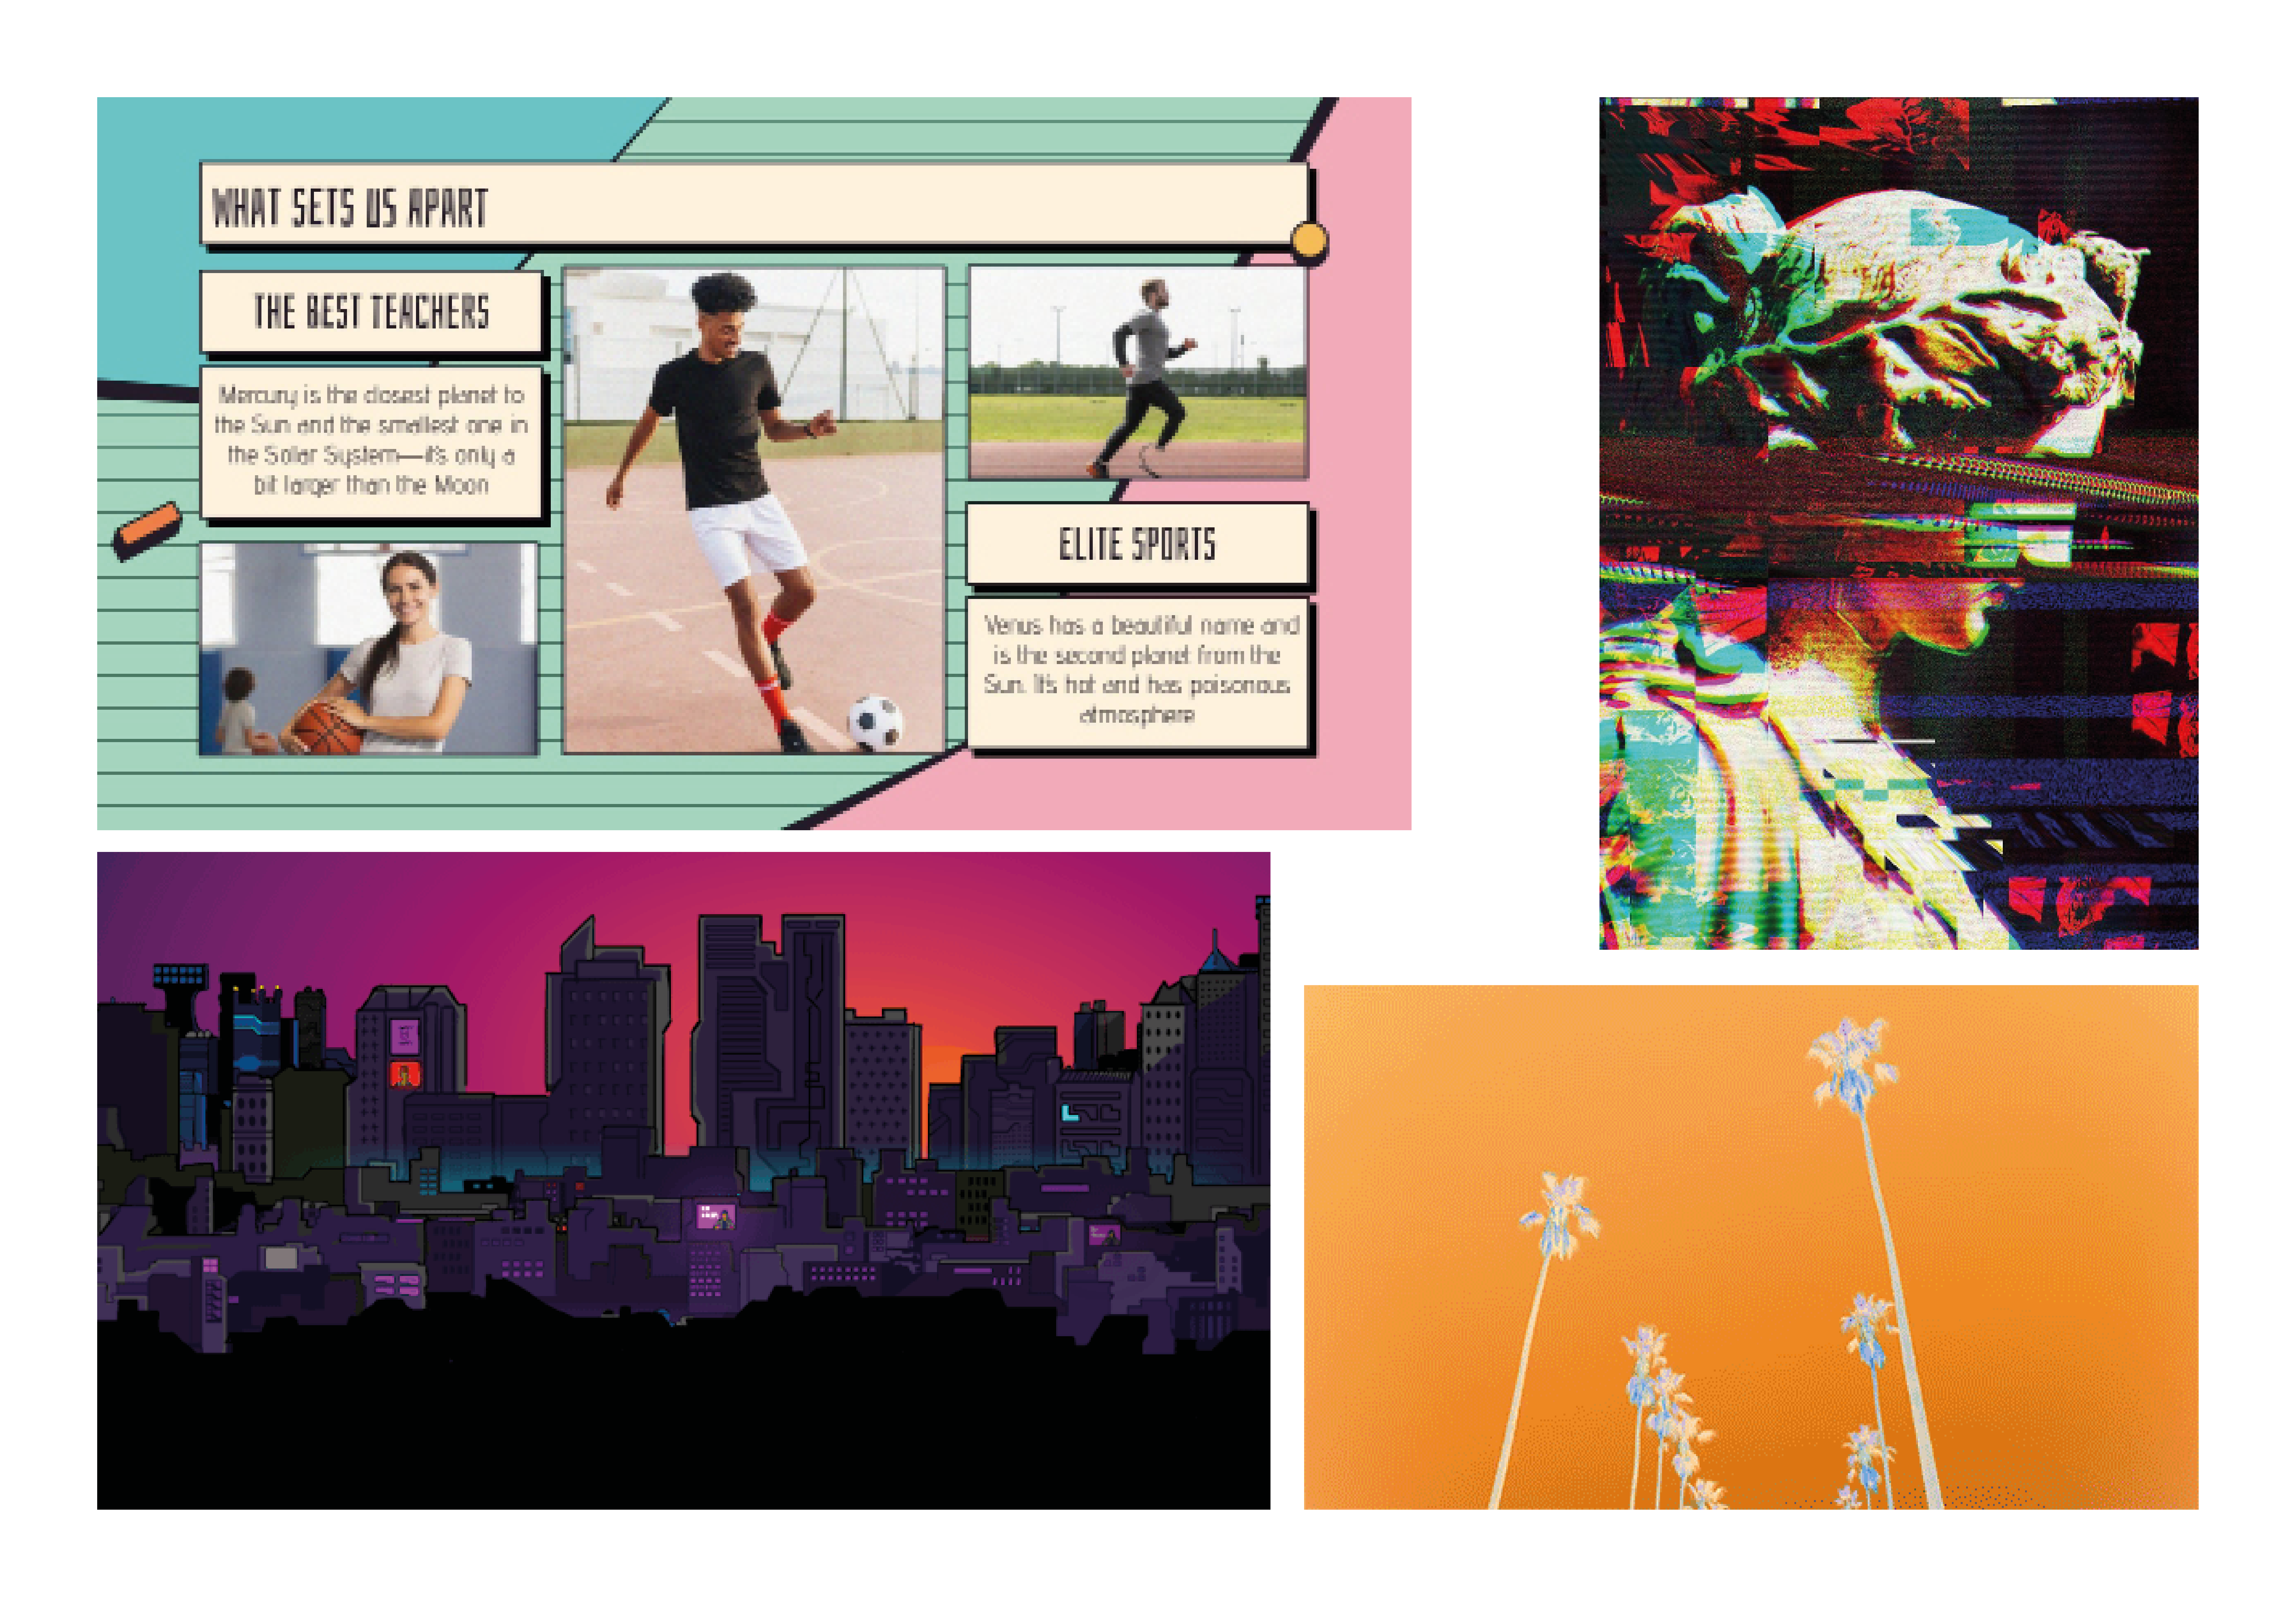 WHAT SETS US APART
THE BEST TEACHERS
Mercury is the closest planet to
the Sun and the smallest one in
the Solar System—it's only a
bit larger than the Moon
ELITE SPORTS
Venus has a beautiful name and
is the second planet from the
Sun. It's hot and has poisonous
atmosphere